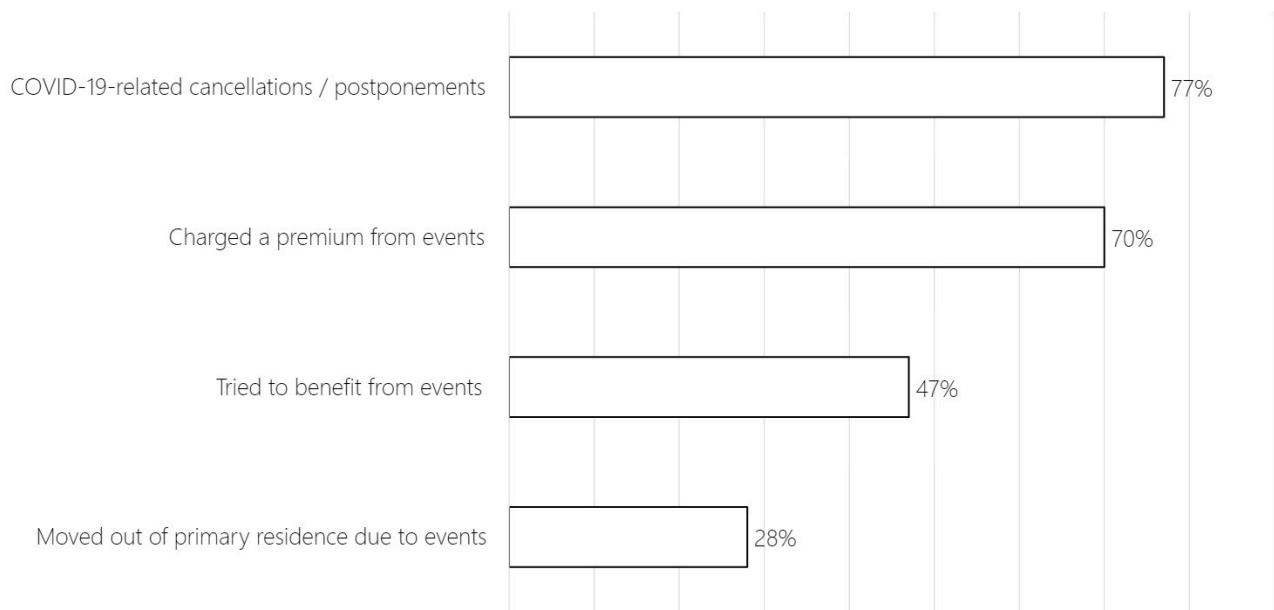 COVID-19-related cancellations / postponements
77%
Charged a premium from events
70%
Tried to benefit from events
47%
Moved out of primary residence due to events
28%